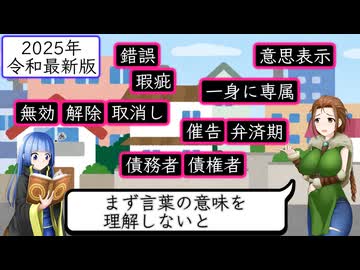 2025年
令和最新版
錯誤
意思表示
瑕疵
一身に専属
無効
解除
取消し
催告
弁済期
債務者
債権者
まず言葉の意味を
理解しないと